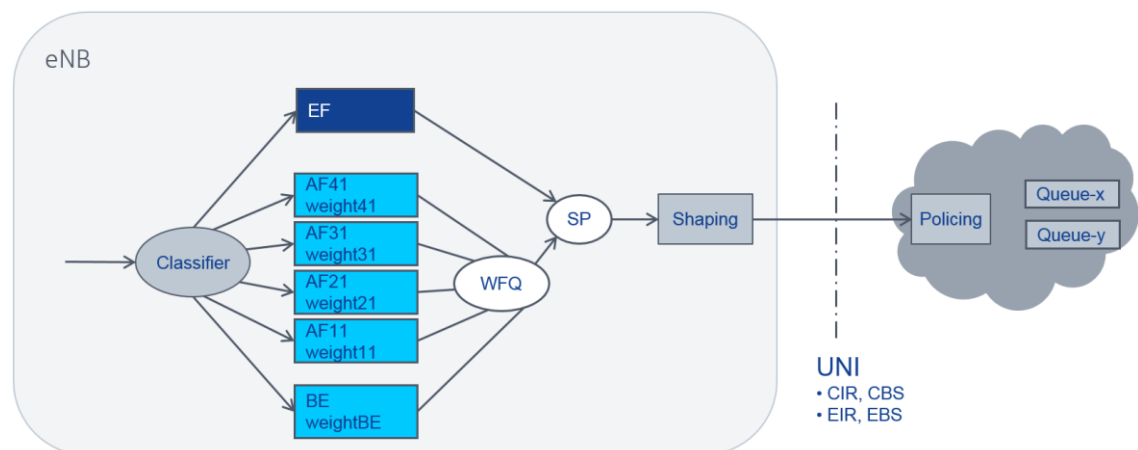 eNB
EF
AF41
weight41
AF31
weight31
AF21
weight21
AF11
weight11
BE
weightBE
Classifier
WFQ
SP
Shaping
Policing
Queue-x
Queue-y
UNI
• CIR, CBS
• EIR, EBS